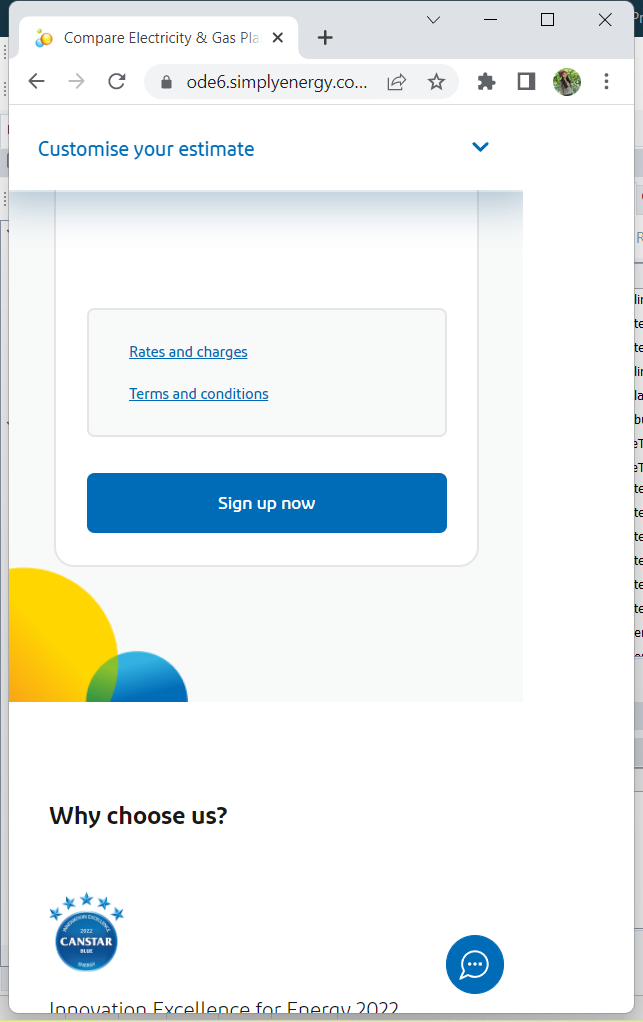 Compare Electricity & Gas Pla
ode6.simplyenergy.co...
Customise your estimate
Rates and charges
Terms and conditions
Sign up now
Why choose us?
INNOVATION EXCELLENCE
2022
CANSTAR
BLUE
ENERGY
Innovation Excellence for Energy 2022